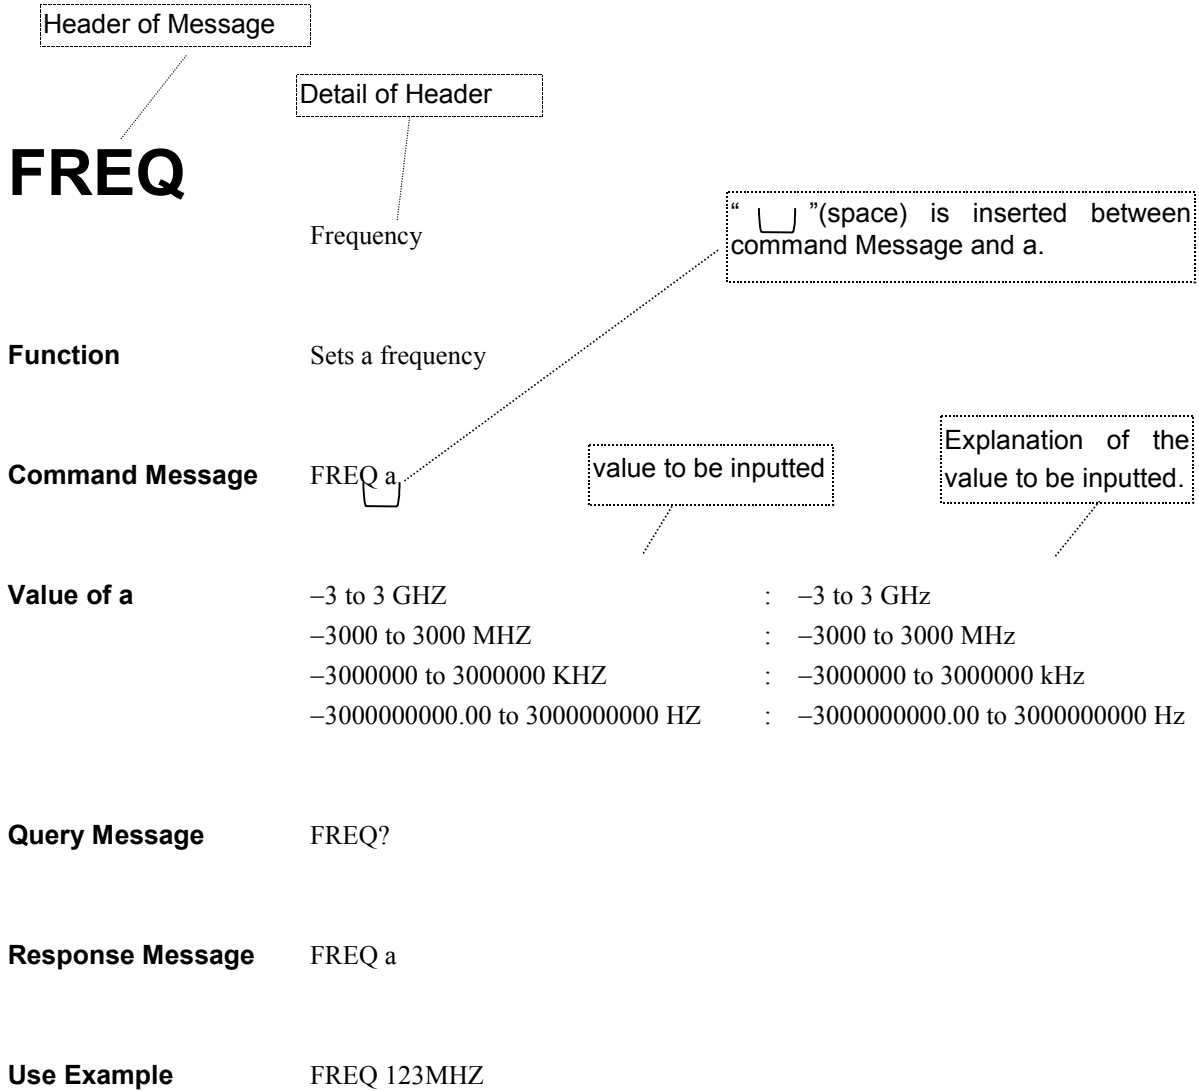 Header of Message
Detail of Header
FREQ
“ ”(space) is inserted between
command Message and a.
Frequency
Function Sets a frequency
Explanation of the
value to be inputted.
value to be inputted
Command Message FREQ a
Value of a −3 to 3 GHZ : −3 to 3 GHz
−3000 to 3000 MHZ : −3000 to 3000 MHz
−3000000 to 3000000 KHZ : −3000000 to 3000000 kHz
−3000000000.00 to 3000000000 HZ : −3000000000.00 to 3000000000 Hz
Query Message FREQ?
Response Message FREQ a
Use Example FREQ 123MHZ